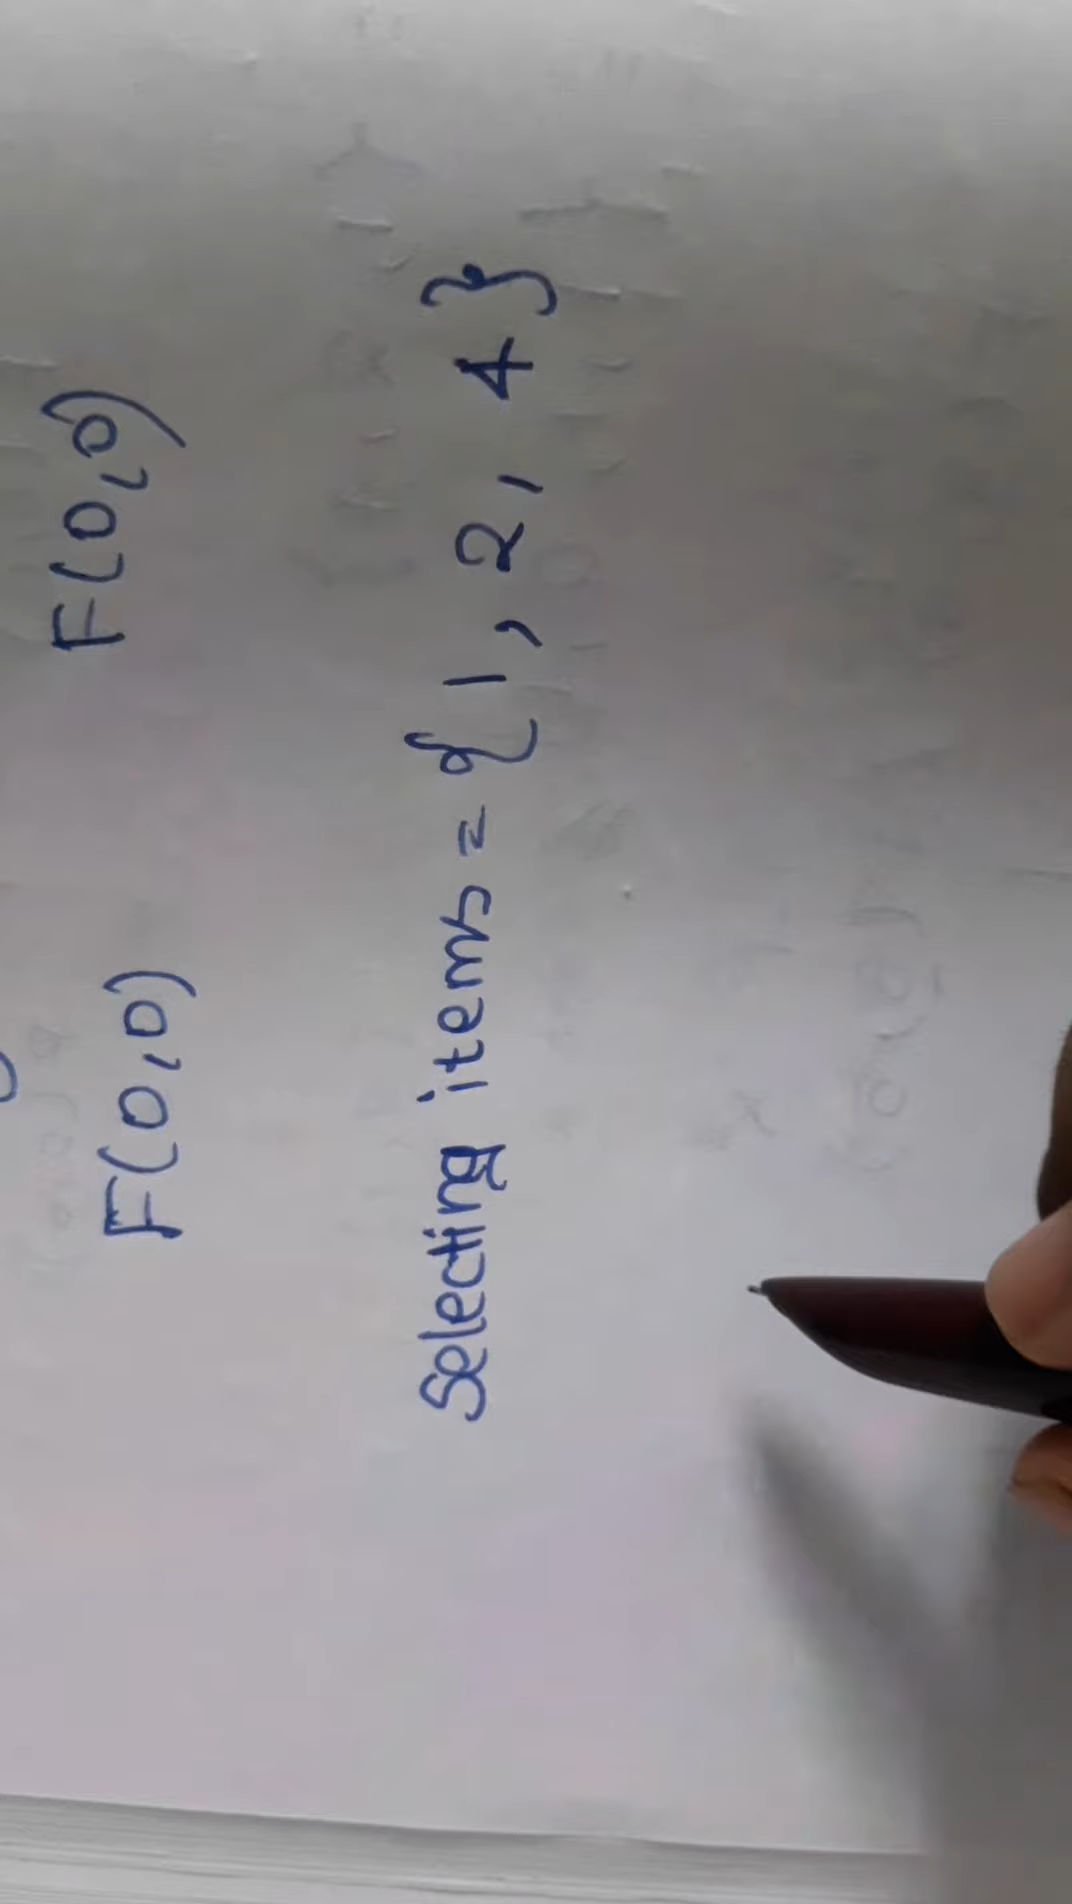 F(0,0) F(0,0)
Selecting items = {1, 2, 4}